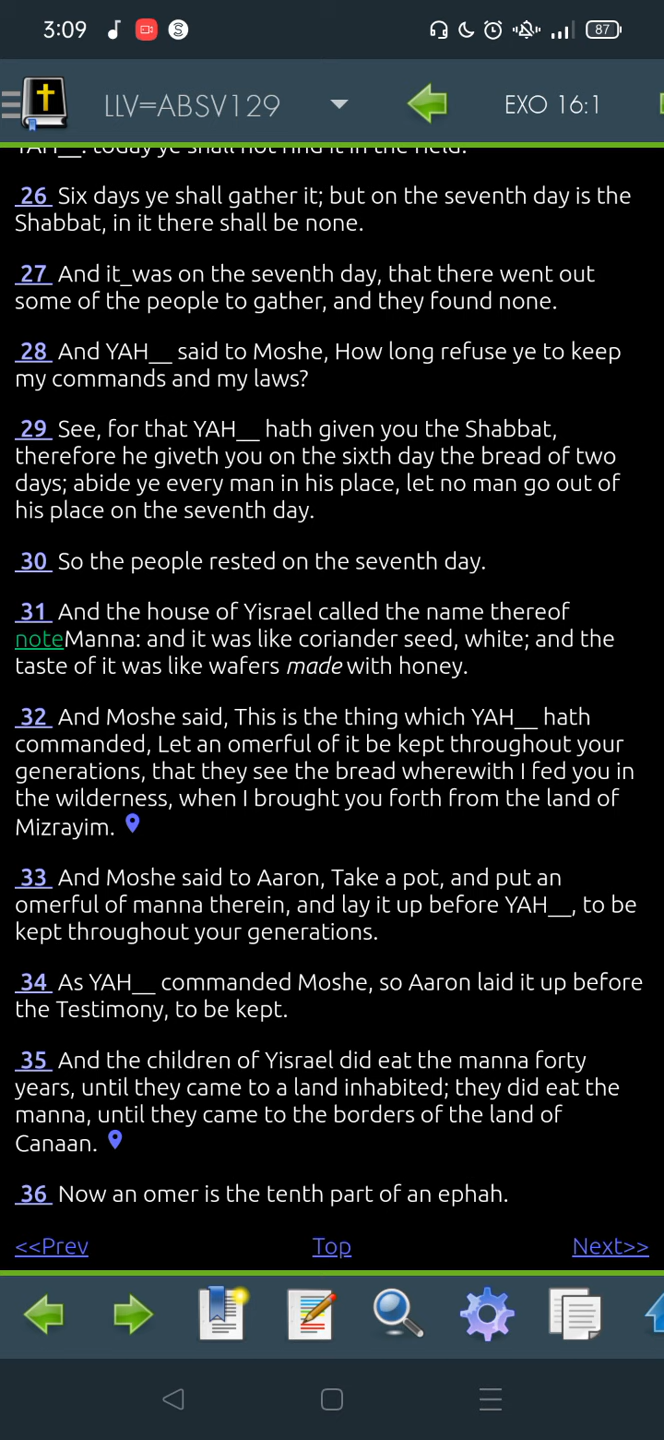 3:09
87
LLV=ABSV129
EXO 16:1
YAH__: today ye shall not find it in the field.
26 Six days ye shall gather it; but on the seventh day is the
Shabbat, in it there shall be none.
27 And it_was on the seventh day, that there went out
some of the people to gather, and they found none.
28 And YAH__ said to Moshe, How long refuse ye to keep
my commands and my laws?
29 See, for that YAH__ hath given you the Shabbat,
therefore he giveth you on the sixth day the bread of two
days; abide ye every man in his place, let no man go out of
his place on the seventh day.
30 So the people rested on the seventh day.
31 And the house of Yisrael called the name thereof
noteManna: and it was like coriander seed, white; and the
taste of it was like wafers made with honey.
32 And Moshe said, This is the thing which YAH__ hath
commanded, Let an omerful of it be kept throughout your
generations, that they see the bread wherewith I fed you in
the wilderness, when I brought you forth from the land of
Mizrayim.
33 And Moshe said to Aaron, Take a pot, and put an
omerful of manna therein, and lay it up before YAH__, to be
kept throughout your generations.
34 As YAH__ commanded Moshe, so Aaron laid it up before
the Testimony, to be kept.
35 And the children of Yisrael did eat the manna forty
years, until they came to a land inhabited; they did eat the
manna, until they came to the borders of the land of
Canaan.
36 Now an omer is the tenth part of an ephah.
<<Prev
Top
Next>>